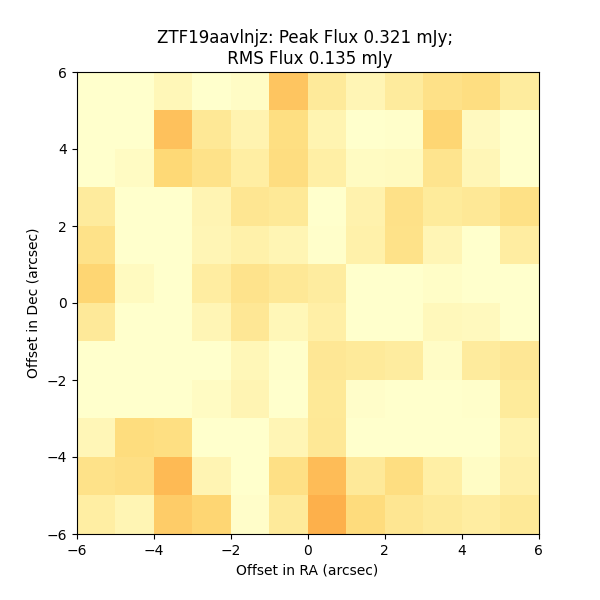 ZTF19aavlnjz: Peak Flux 0.321 mJy;
RMS Flux 0.135 mJy
6
4
2
0
−2
−4
−6
Offset in Dec (arcsec)
−6 −4 −2 0 2 4 6
Offset in RA (arcsec)